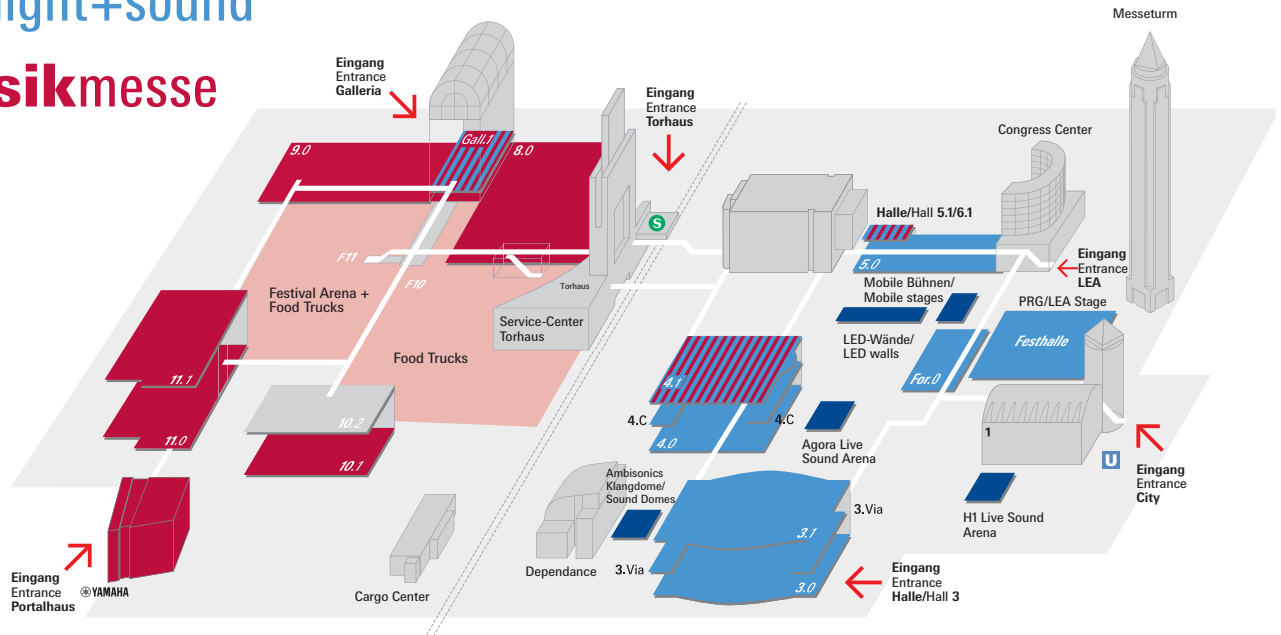 light+sound
sikmesse
Messeturm
Eingang
Entrance
Galleria
Eingang
Entrance
Torhaus
Congress Center
Gall.1
9.0
8.0
S
Halle/Hall 5.1/6.1
5.0
Eingang
Entrance
LEA
F11
F10
Torhaus
Festival Arena +
Food Trucks
Service-Center
Torhaus
Mobile Bühnen/
Mobile stages
PRG/LEA Stage
LED-Wände/
LED walls
Festhalle
Food Trucks
For.0
11.1
11.0
10.2
10.1
4.1
4.C
4.C
4.0
Agora Live
Sound Arena
1
U
Eingang
Entrance
City
Ambisonics
Klangdome/
Sound Domes
3.Via
3.1
H1 Live Sound
Arena
3.Via
3.0
Dependance
Eingang
Entrance
Halle/Hall 3
Eingang
Entrance
Portalhaus
YAMAHA
Cargo Center